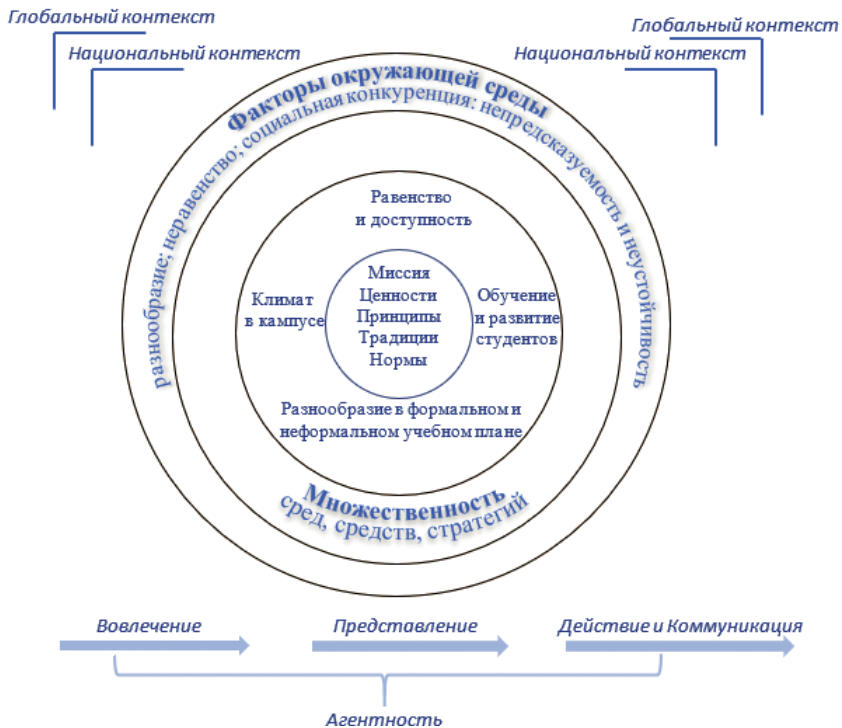 Глобальный контекст
Национальный контекст
Глобальный контекст
Национальный контекст
Факторы окружающей среды
Разнообразие; неравенство; социальная конкуренция: непредсказуемость и неустойчивость
Равенство
и доступность
Климат
в кампусе
Миссия
Ценности
Принципы
Традиции
Нормы
Обучение
и развитие
студентов
Разнообразие в формальном и
неформальном учебном плане
Множественность
сред, средств, стратегий
Вовлечение
Представление
Действие и Коммуникация
Агентность